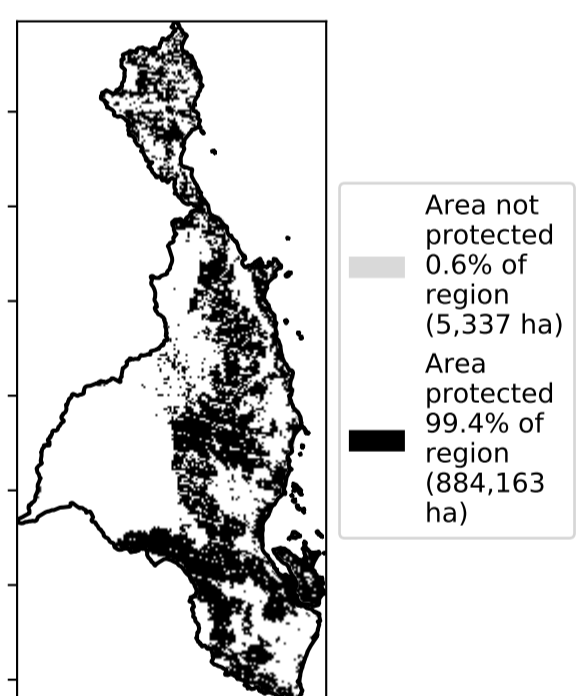 Area not
protected
0.6% of
region
(5,337 ha)
Area
protected
99.4% of
region
(884,163
ha)